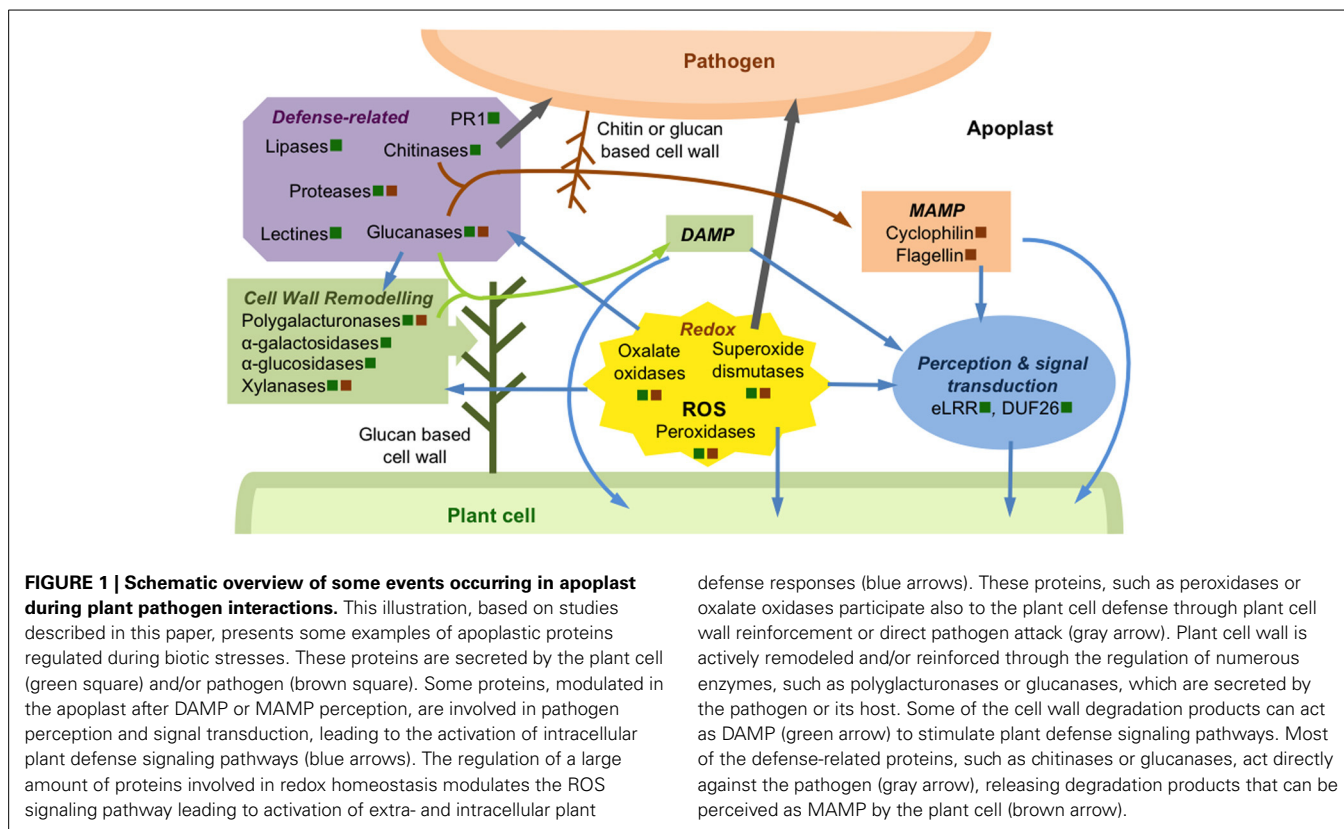 Pathogen
Defense-related
PR1
Lipases
Chitinases
Proteases
Lectines
Glucanases
Chitin or glucan
based cell wall
Apoplast
DAMP
MAMP
Cyclophilin
Flagellin
Cell Wall Remodelling
Polygalacturonases
α-galactosidases
α-glucosidases
Xylanases
Redox
Oxalate
oxidases
Superoxide
dismutases
ROS
Peroxidases
Perception & signal
transduction
eLRR, DUF26
Glucan based
cell wall
Plant cell
FIGURE 1 | Schematic overview of some events occurring in apoplast
during plant pathogen interactions. This illustration, based on studies
described in this paper, presents some examples of apoplastic proteins
regulated during biotic stresses. These proteins are secreted by the plant cell
(green square) and/or pathogen (brown square). Some proteins, modulated in
the apoplast after DAMP or MAMP perception, are involved in pathogen
perception and signal transduction, leading to the activation of intracellular
plant defense signaling pathways (blue arrows). The regulation of a large
amount of proteins involved in redox homeostasis modulates the ROS
signaling pathway leading to activation of extra- and intracellular plant
defense responses (blue arrows). These proteins, such as peroxidases or
oxalate oxidases participate also to the plant cell defense through plant cell
wall reinforcement or direct pathogen attack (gray arrow). Plant cell wall is
actively remodeled and/or reinforced through the regulation of numerous
enzymes, such as polyglacturonases or glucanases, which are secreted by
the pathogen or its host. Some of the cell wall degradation products can act
as DAMP (green arrow) to stimulate plant defense signaling pathways. Most
of the defense-related proteins, such as chitinases or glucanases, act directly
against the pathogen (gray arrow), releasing degradation products that can be
perceived as MAMP by the plant cell (brown arrow).